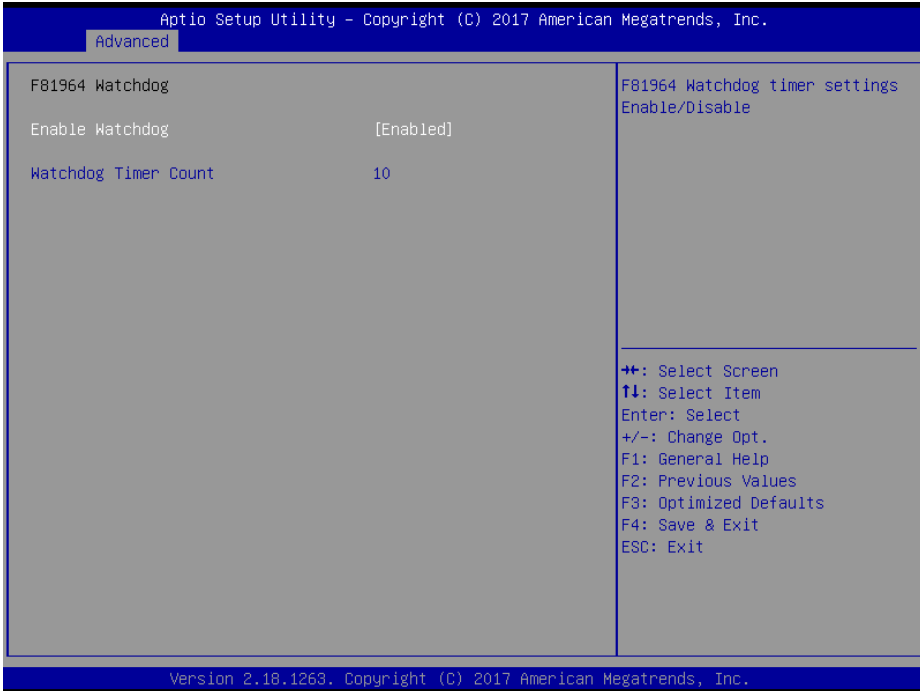 Aptio Setup Utility – Copyright (C) 2017 American Megatrends, Inc.
Advanced
F81964 Watchdog
Enable Watchdog [Enabled]
Watchdog Timer Count 10
F81964 Watchdog timer settings
Enable/Disable
→←: Select Screen
↑↓: Select Item
Enter: Select
+/-: Change Opt.
F1: General Help
F2: Previous Values
F3: Optimized Defaults
F4: Save & Exit
ESC: Exit
Version 2.18.1263. Copyright (C) 2017 American Megatrends, Inc.